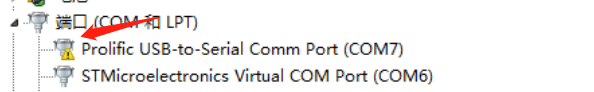 端口 (COM 和 LPT)
Prolific USB-to-Serial Comm Port (COM7)
STMicroelectronics Virtual COM Port (COM6)